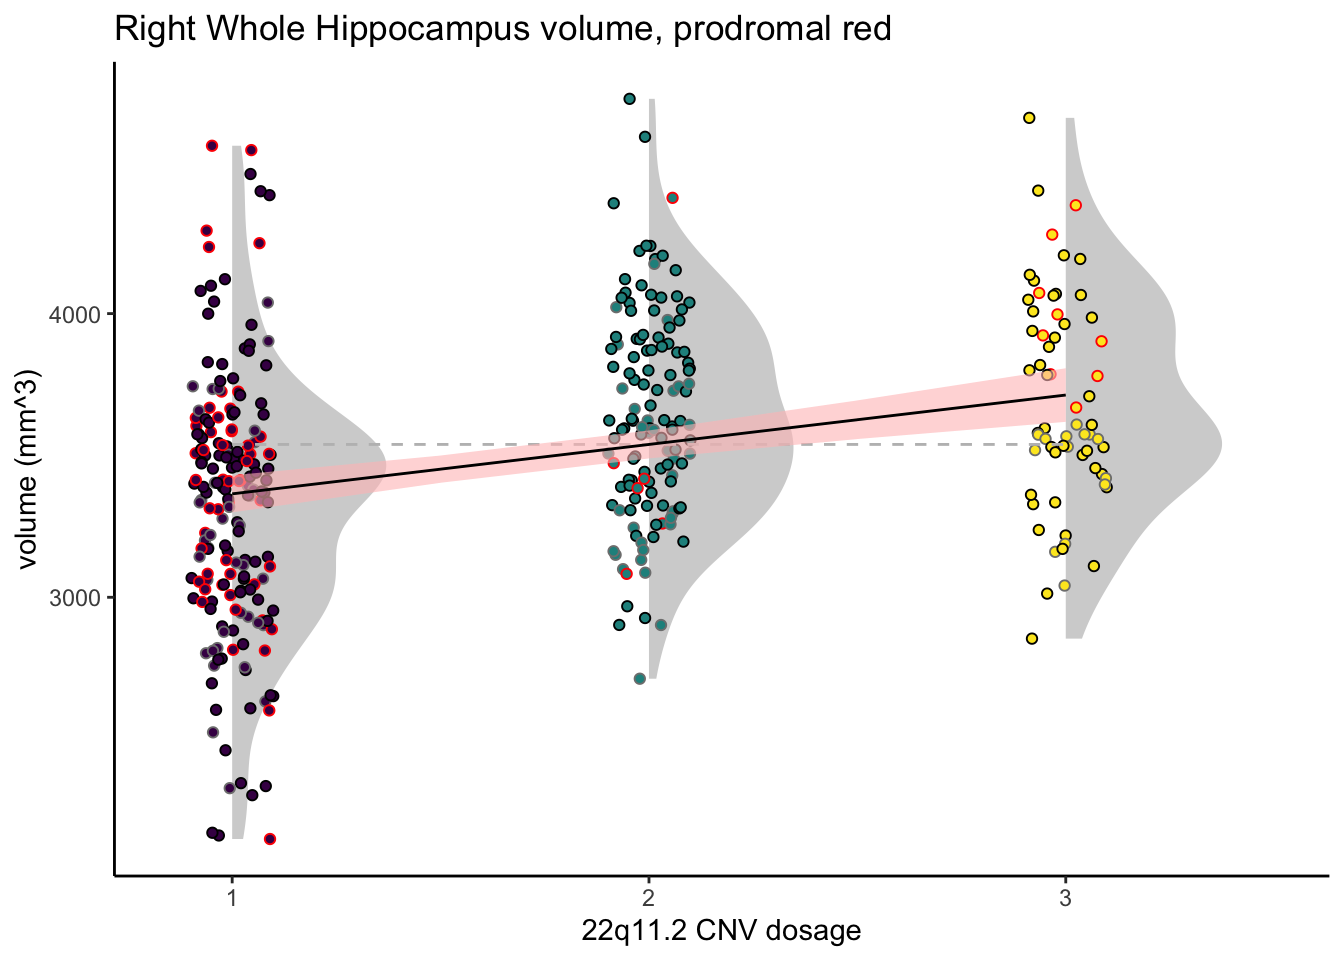 Right Whole Hippocampus volume, prodromal red
volume (mm^3)
4000
3000
1
2
3
22q11.2 CNV dosage